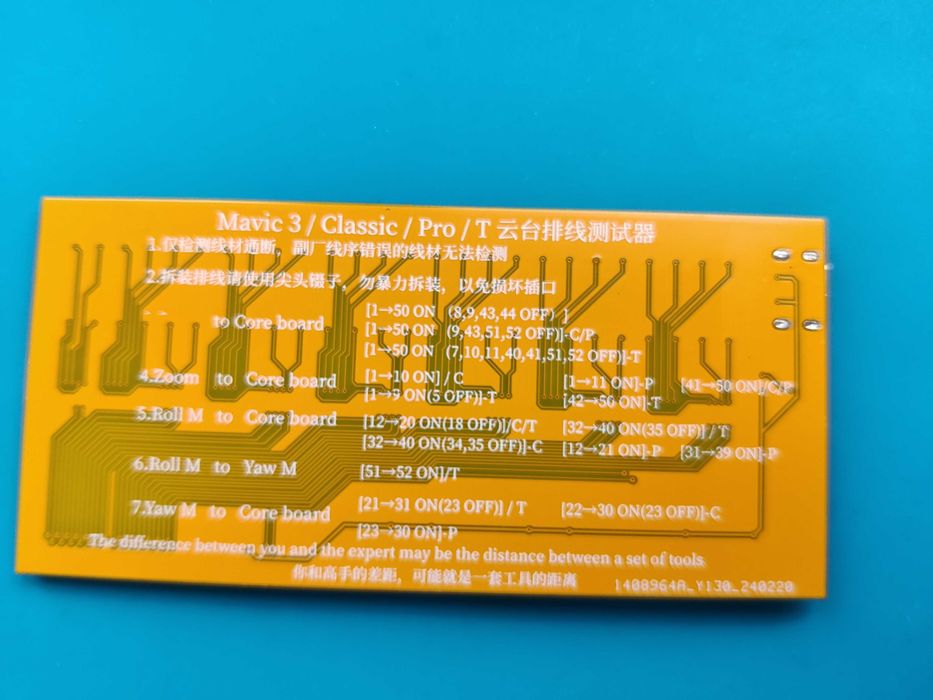 Mavic 3 / Classic / Pro / T 云台排线测试器
1.仅检测线材通断，副厂线序错误的线材无法检测
2.拆装排线请使用尖头镊子，勿暴力拆装，以免损坏插口
to Core board [1→50 ON （8,9,43,44 OFF）]
[1→50 ON （9,43,51,52 OFF)]-C/P
[1→50 ON （7,10,11,40,41,51,52 OFF)]-T
4.Zoom to Core board [1→10 ON] / C [1→11 ON]-P [41→50 ON]/C/P
[1→9 ON(5 OFF)]-T [42→50 ON]-T
5.Roll M to Core board [12→20 ON(18 OFF)]/C/T [32→40 ON(35 OFF)] / T
[32→40 ON(34,35 OFF)]-C [12→21 ON]-P [31→39 ON]-P
6.Roll M to Yaw M [51→52 ON]/T
7.Yaw M to Core board [21→31 ON(23 OFF)] / T [22→30 ON(23 OFF)]-C
[23→30 ON]-P
The difference between you and the expert may be the distance between a set of tools
你和高手的差距，可能就是一套工具的距离
1408964A_Y130_240220